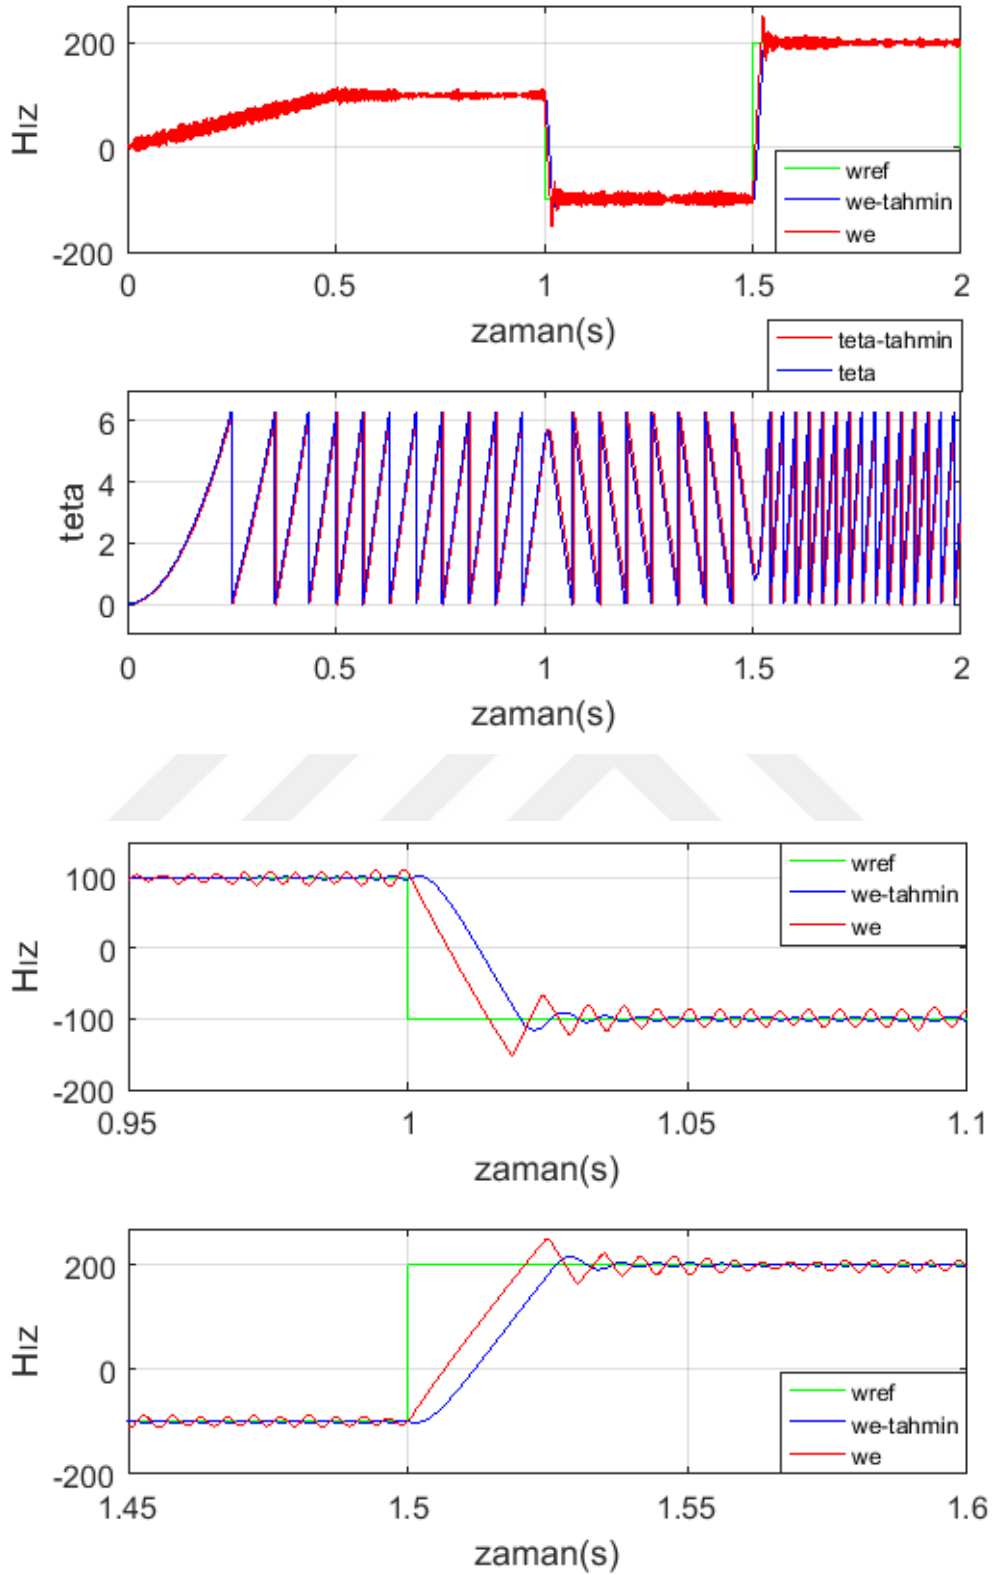 200
0
-200
Hız
wref
we-tahmin
we
0 0.5 1 1.5 2
zaman(s)
teta-tahmin
teta
6
4
2
0
teta
0 0.5 1 1.5 2
zaman(s)
100
0
-100
-200
Hız
wref
we-tahmin
we
0.95 1 1.05 1.1
zaman(s)
200
0
-200
Hız
wref
we-tahmin
we
1.45 1.5 1.55 1.6
zaman(s)